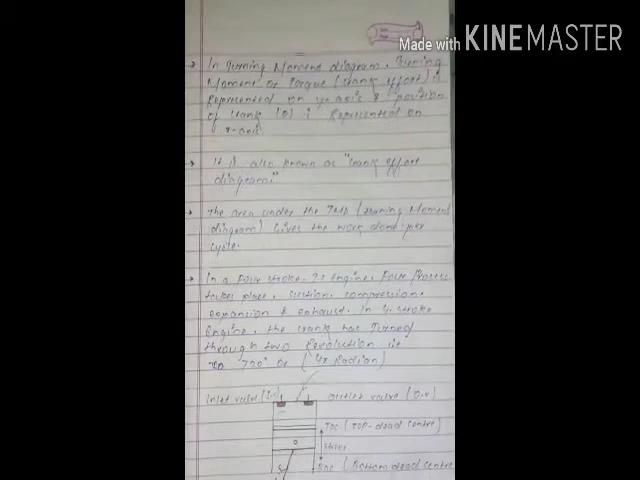 Made with KINEMASTER
→ In Turning Moment diagram, Turning
Moment or Torque (crank effort) is
Represented on y-axis & position
of crank (θ) is Represented on
x-axis.
→ It is also known as "crank effort
diagram."
→ The area under the TMD (Turning Moment
diagram) Gives the work done per
cycle.
→ In a Four stroke I.C Engine, Four Process
takes place, suction, compression,
expansion & exhaust. In 4-stroke
Engine, the crank has Turned
through two Revolution i.e
to 720° or (4π Radian)
Inlet valve (I.V) Outlet valve (O.V)
TDC (TOP-dead centre)
Stroke
BDC (Bottom dead centre